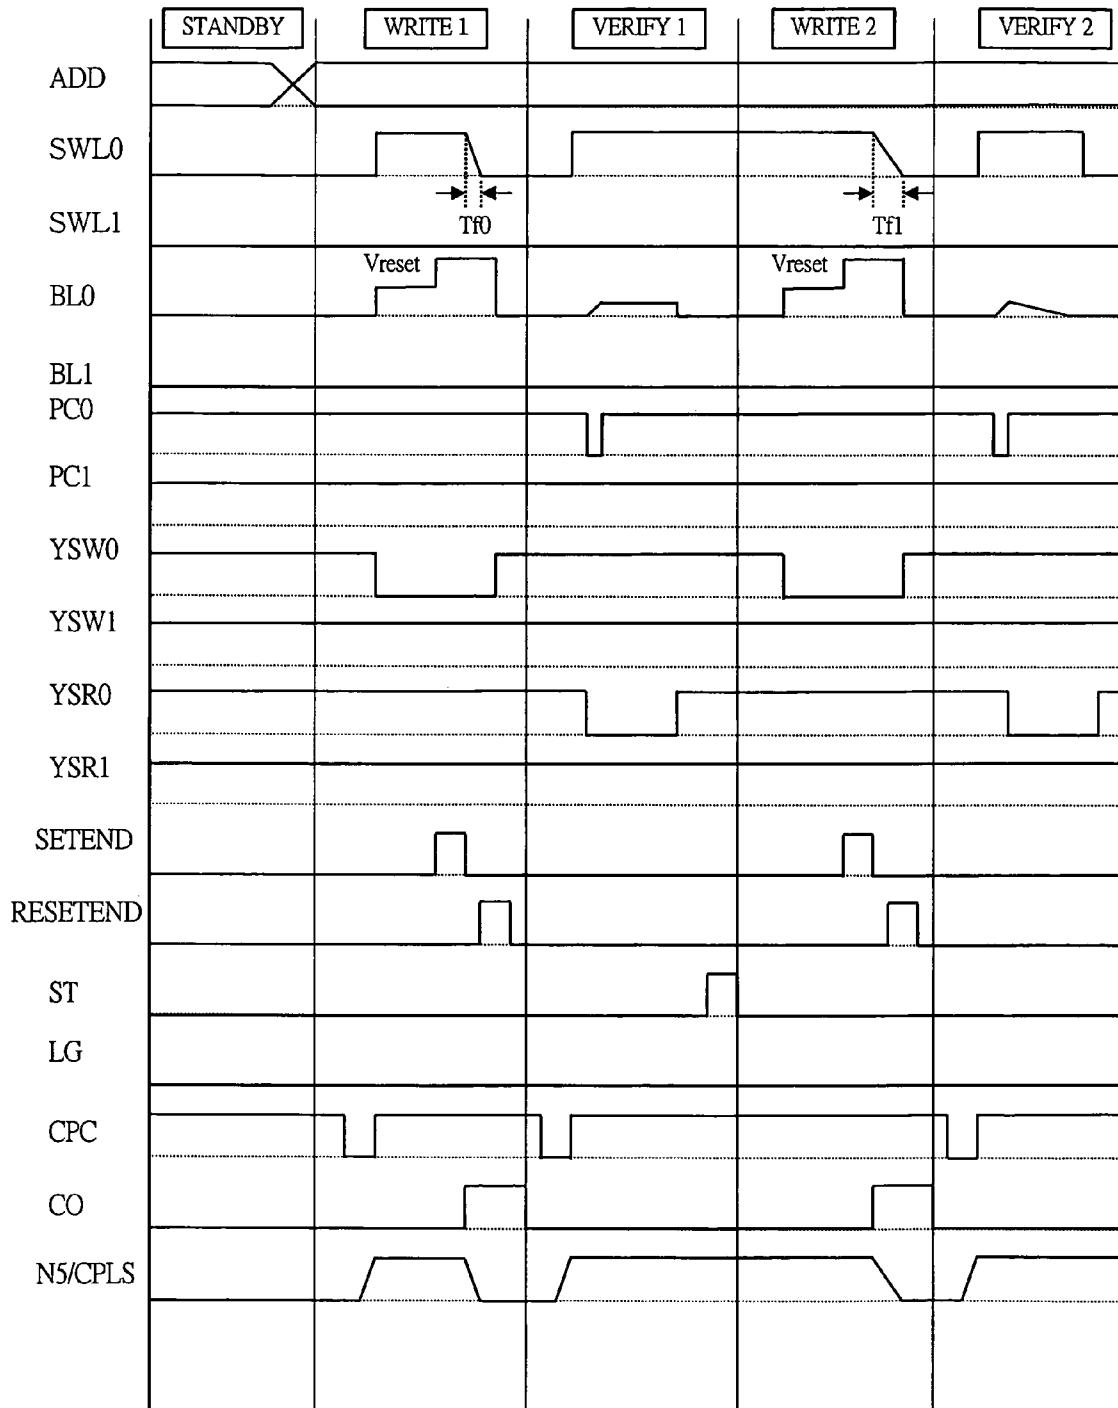 STANDBY WRITE 1 VERIFY 1 WRITE 2 VERIFY 2
ADD
SWL0
Tf0 Tf1
SWL1
Vreset Vreset
BL0
BL1
PC0
PC1
YSW0
YSW1
YSR0
YSR1
SETEND
RESETEND
ST
LG
CPC
CO
N5/CPLS